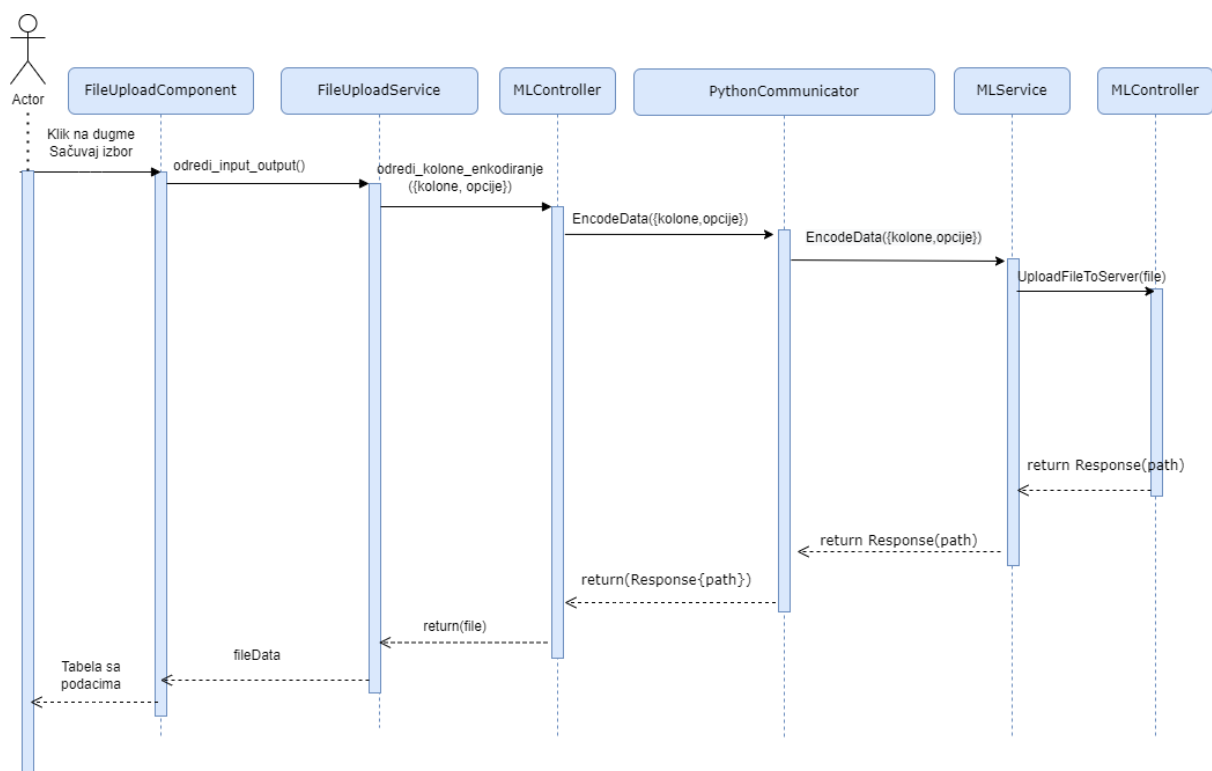 Actor
FileUploadComponent
FileUploadService
MLController
PythonCommunicator
MLService
MLController
Klik na dugme
Sačuvaj izbor
odredi_input_output()
odredi_kolone_enkodiranje
({kolone, opcije})
EncodeData({kolone,opcije})
EncodeData({kolone,opcije})
UploadFileToServer(file)
return Response(path)
return Response(path)
return(Response{path})
return(file)
fileData
Tabela sa
podacima